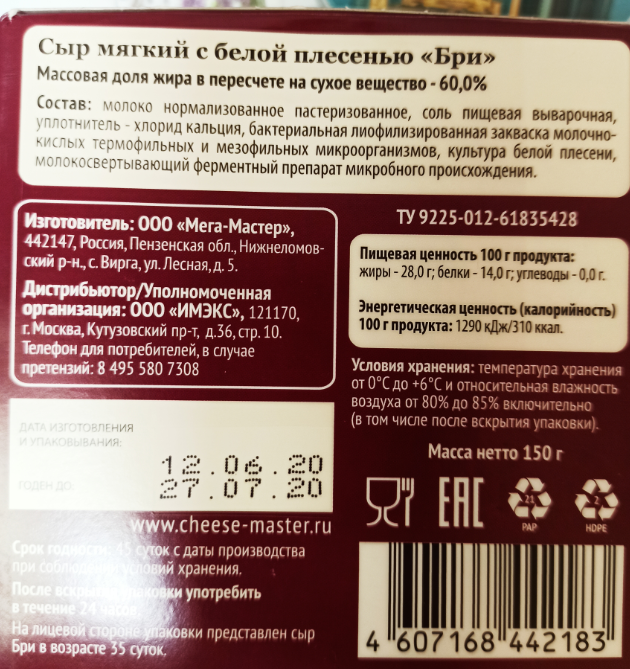 Сыр мягкий с белой плесенью «Бри»
Массовая доля жира в пересчете на сухое вещество - 60,0%
Состав: молоко нормализованное пастеризованное, соль пищевая выварочная,
уплотнитель - хлорид кальция, бактериальная лиофилизированная закваска молочно-
кислых термофильных и мезофильных микроорганизмов, культура белой плесени,
молокосвертывающий ферментный препарат микробного происхождения.
Изготовитель: ООО «Мега-Мастер»,
442147, Россия, Пензенская обл., Нижнеломов-
ский р-н., с. Вирга, ул. Лесная, д. 5.
Дистрибьютор/Уполномоченная
организация: ООО «ИМЭКС», 121170,
г. Москва, Кутузовский пр-т, д.36, стр. 10.
Телефон для потребителей, в случае
претензий: 8 495 580 7308
ТУ 9225-012-61835428
Пищевая ценность 100 г продукта:
жиры - 28,0 г; белки - 14,0 г; углеводы - 0,0 г.
Энергетическая ценность (калорийность)
100 г продукта: 1290 кДж/310 ккал.
Условия хранения: температура хранения
от 0°C до +6°C и относительная влажность
воздуха от 80% до 85% включительно
(в том числе после вскрытия упаковки).
Масса нетто 150 г
ДАТА ИЗГОТОВЛЕНИЯ
И УПАКОВЫВАНИЯ:
12.06.20
ГОДЕН ДО:
27.07.20
www.cheese-master.ru
Срок годности: 45 суток с даты производства
при соблюдении условий хранения.
После вскрытия упаковки употребить
в течение 24 часов.
На лицевой стороне упаковки представлен сыр
Бри в возрасте 35 суток.
EAC
21
PAP
2
HDPE
4 607168 442183